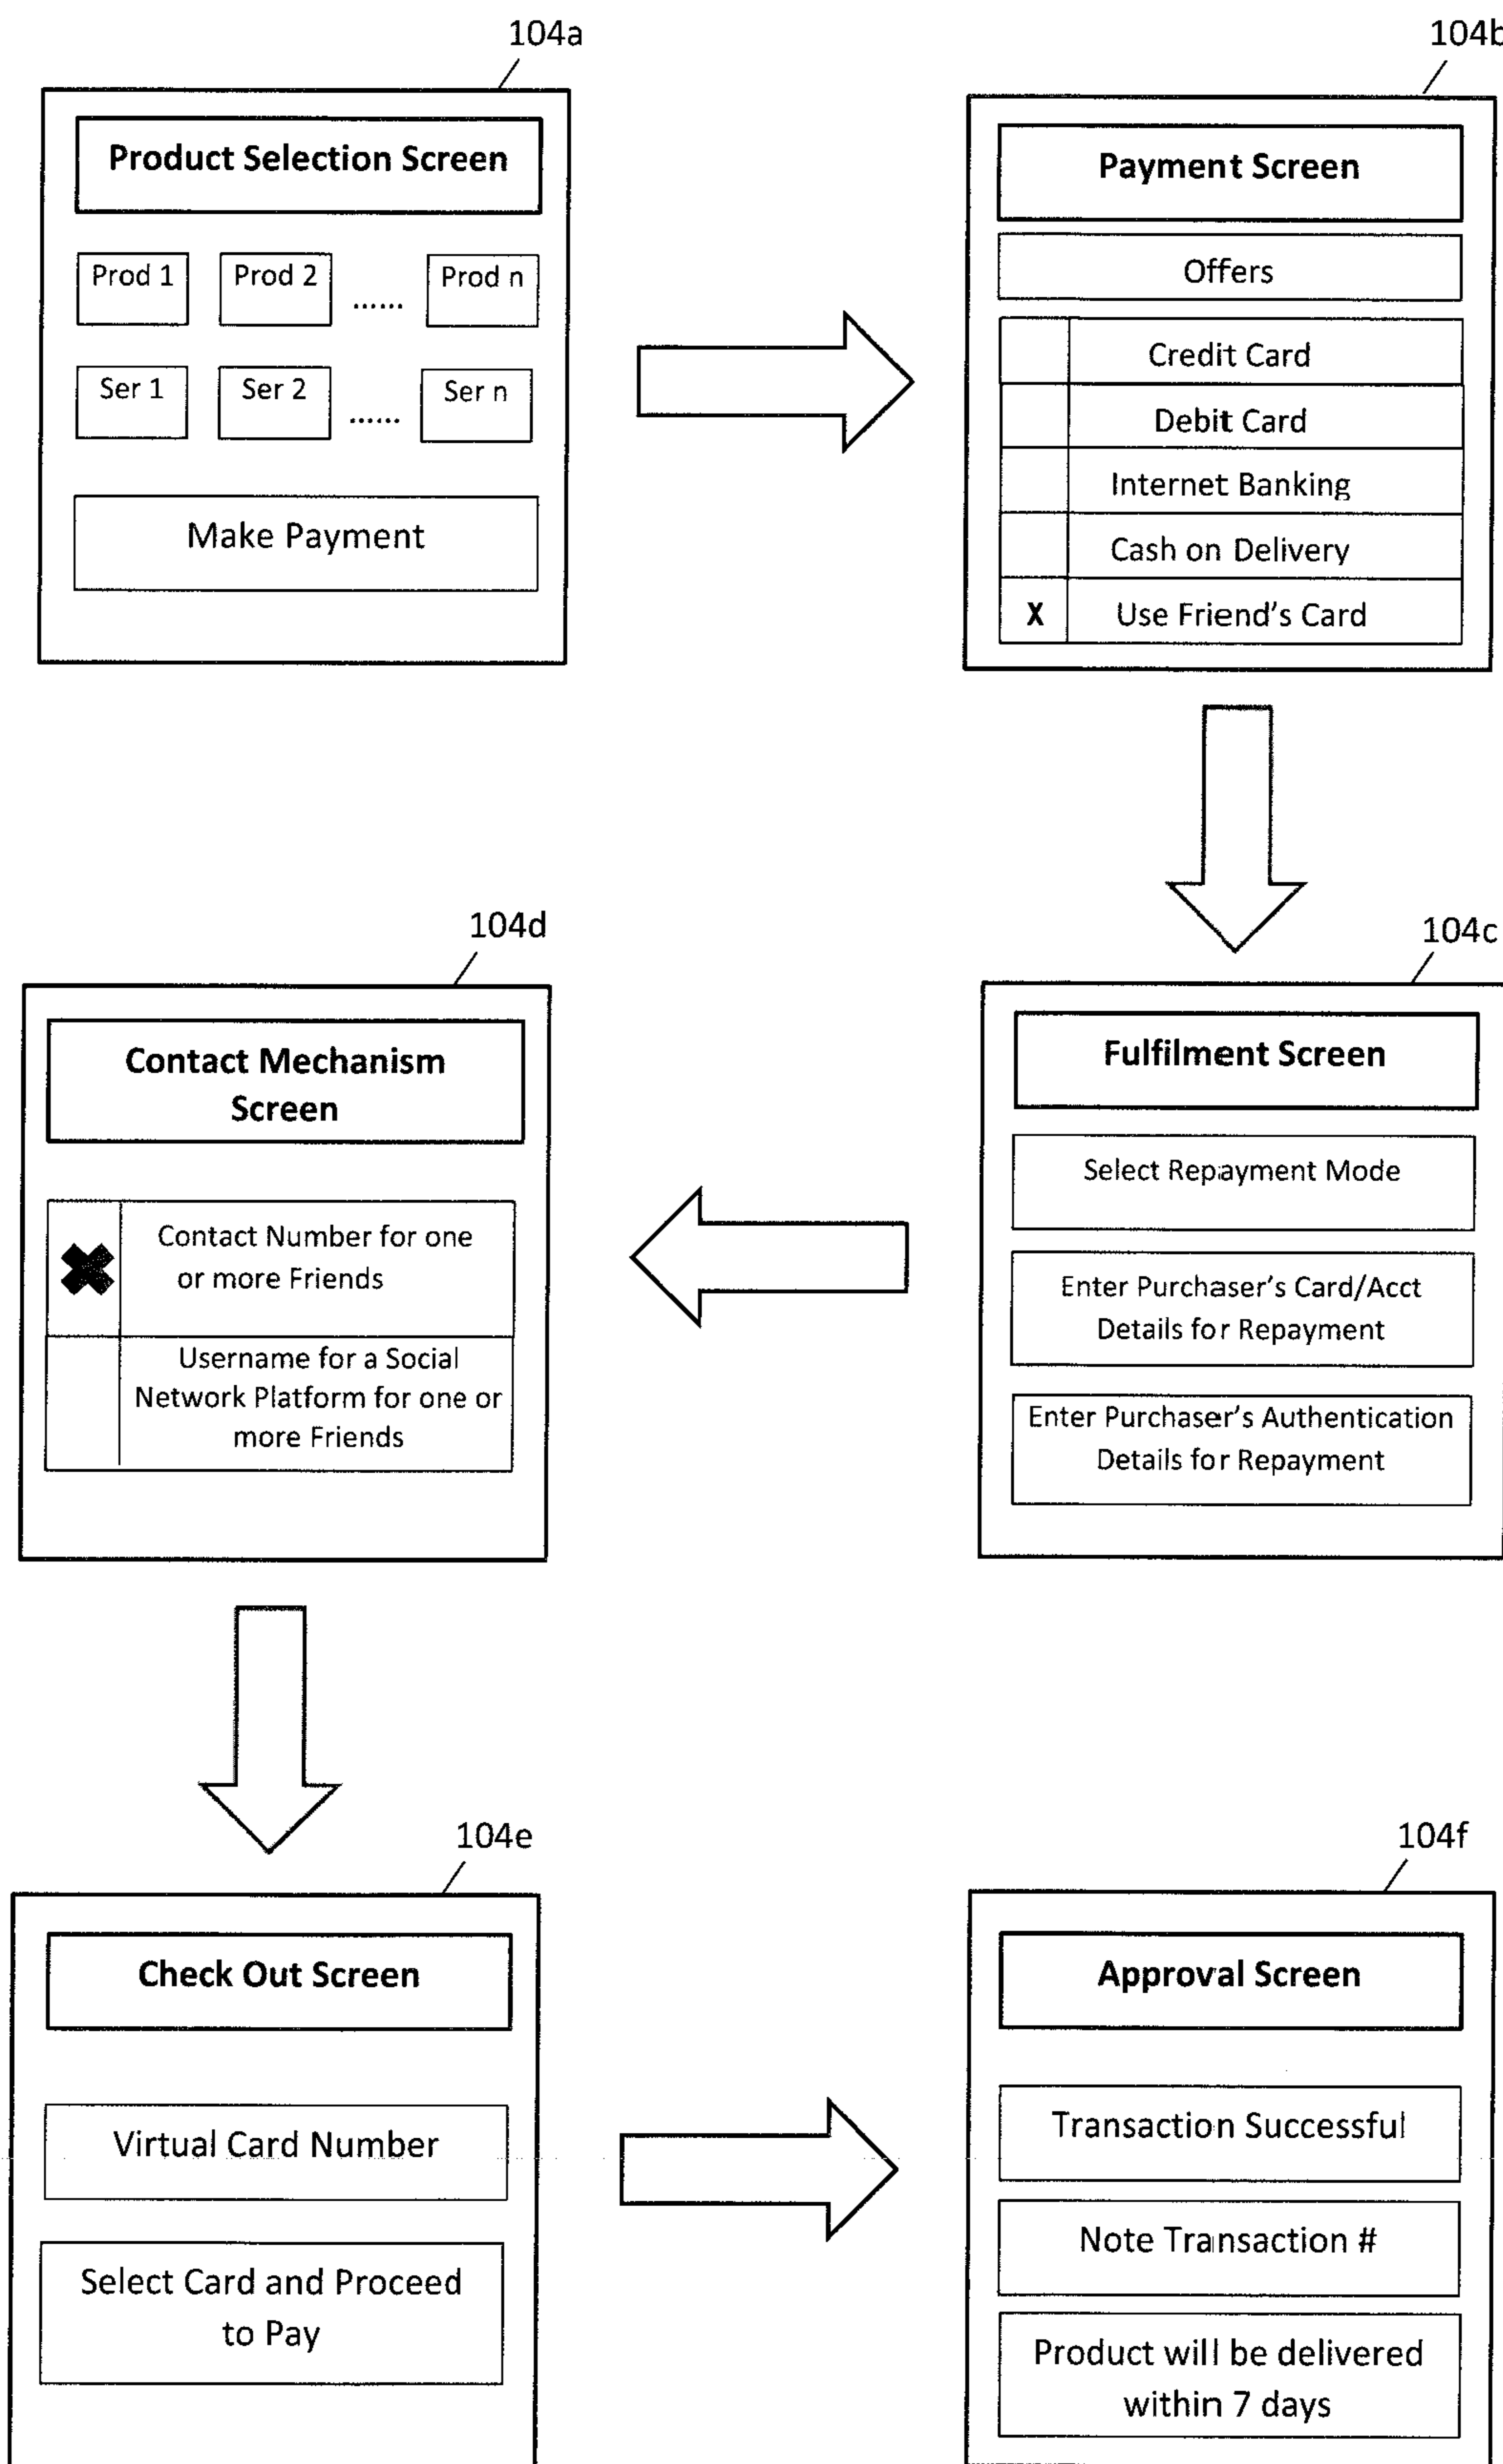 104a
Product Selection Screen
Prod 1 Prod 2 ...... Prod n
Ser 1 Ser 2 ...... Ser n
Make Payment
104b
Payment Screen
Offers
Credit Card
Debit Card
Internet Banking
Cash on Delivery
X Use Friend's Card
104c
Fulfilment Screen
Select Repayment Mode
Enter Purchaser's Card/Acct
Details for Repayment
Enter Purchaser's Authentication
Details for Repayment
104d
Contact Mechanism
Screen
Contact Number for one
or more Friends
Username for a Social
Network Platform for one or
more Friends
104e
Check Out Screen
Virtual Card Number
Select Card and Proceed
to Pay
104f
Approval Screen
Transaction Successful
Note Transaction #
Product will be delivered
within 7 days